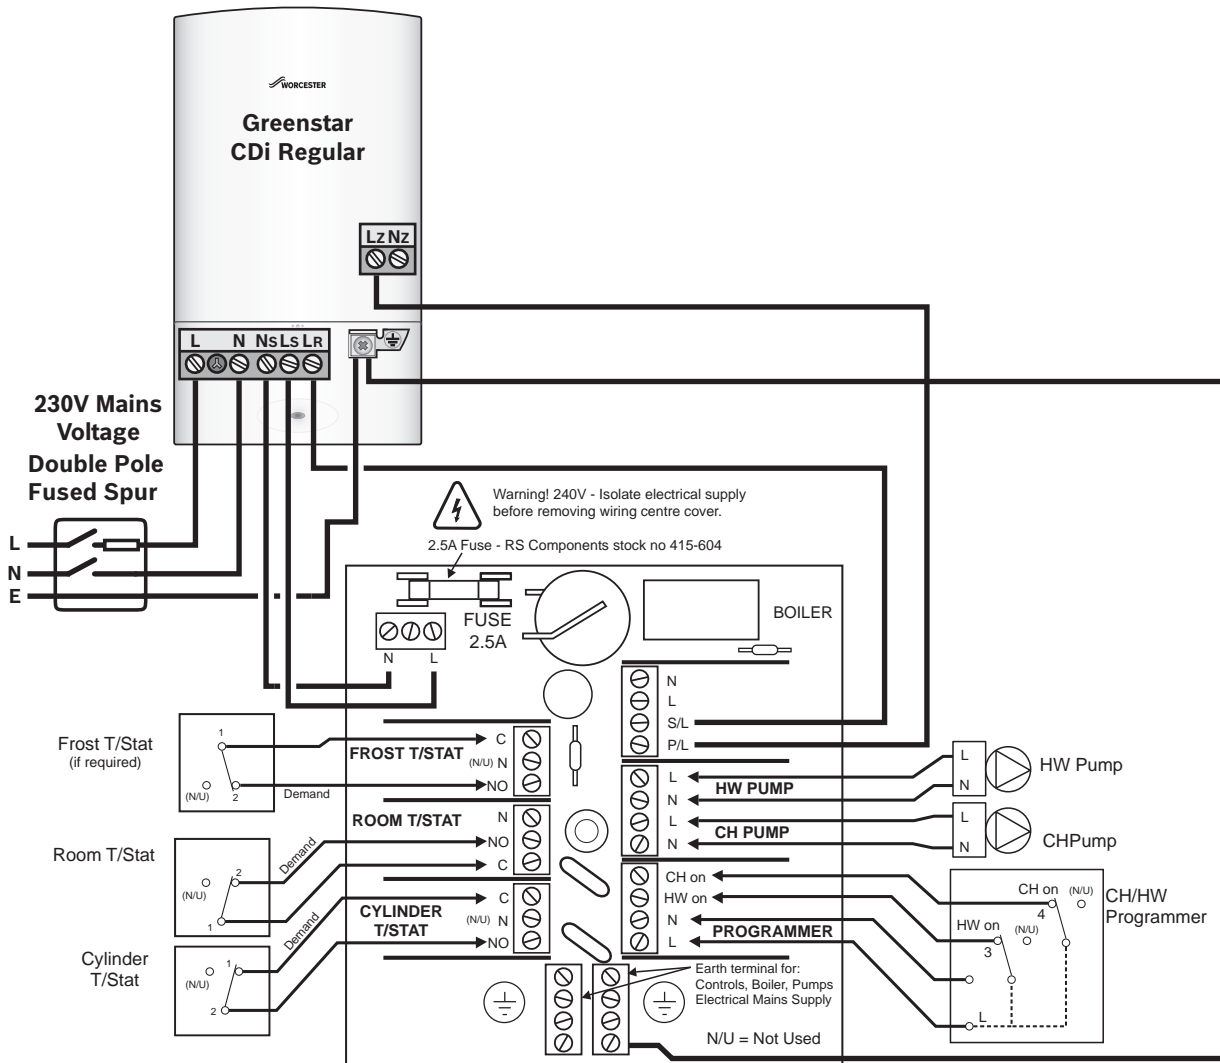 WORCESTER
Greenstar
CDi Regular
LZ NZ
L N NS LS LR
230V Mains
Voltage
Double Pole
Fused Spur
L
N
E
Warning! 240V - Isolate electrical supply
before removing wiring centre cover.
2.5A Fuse - RS Components stock no 415-604
FUSE
2.5A
BOILER
N L
N
L
S/L
P/L
Frost T/Stat
(if required)
1
(N/U)
2
Demand
FROST T/STAT
C
(N/U) N
NO
Room T/Stat
2
(N/U)
1
Demand
ROOM T/STAT
N
NO
C
Cylinder
T/Stat
1
(N/U)
2
Demand
CYLINDER
T/STAT
C
(N/U) N
NO
L
N
HW PUMP
L
N
CH PUMP
L
N
HW Pump
L
N
CHPump
CH on
HW on
N
L
PROGRAMMER
CH on (N/U)
4
HW on
(N/U)
3
L
CH/HW
Programmer
Earth terminal for:
Controls, Boiler, Pumps
Electrical Mains Supply
N/U = Not Used